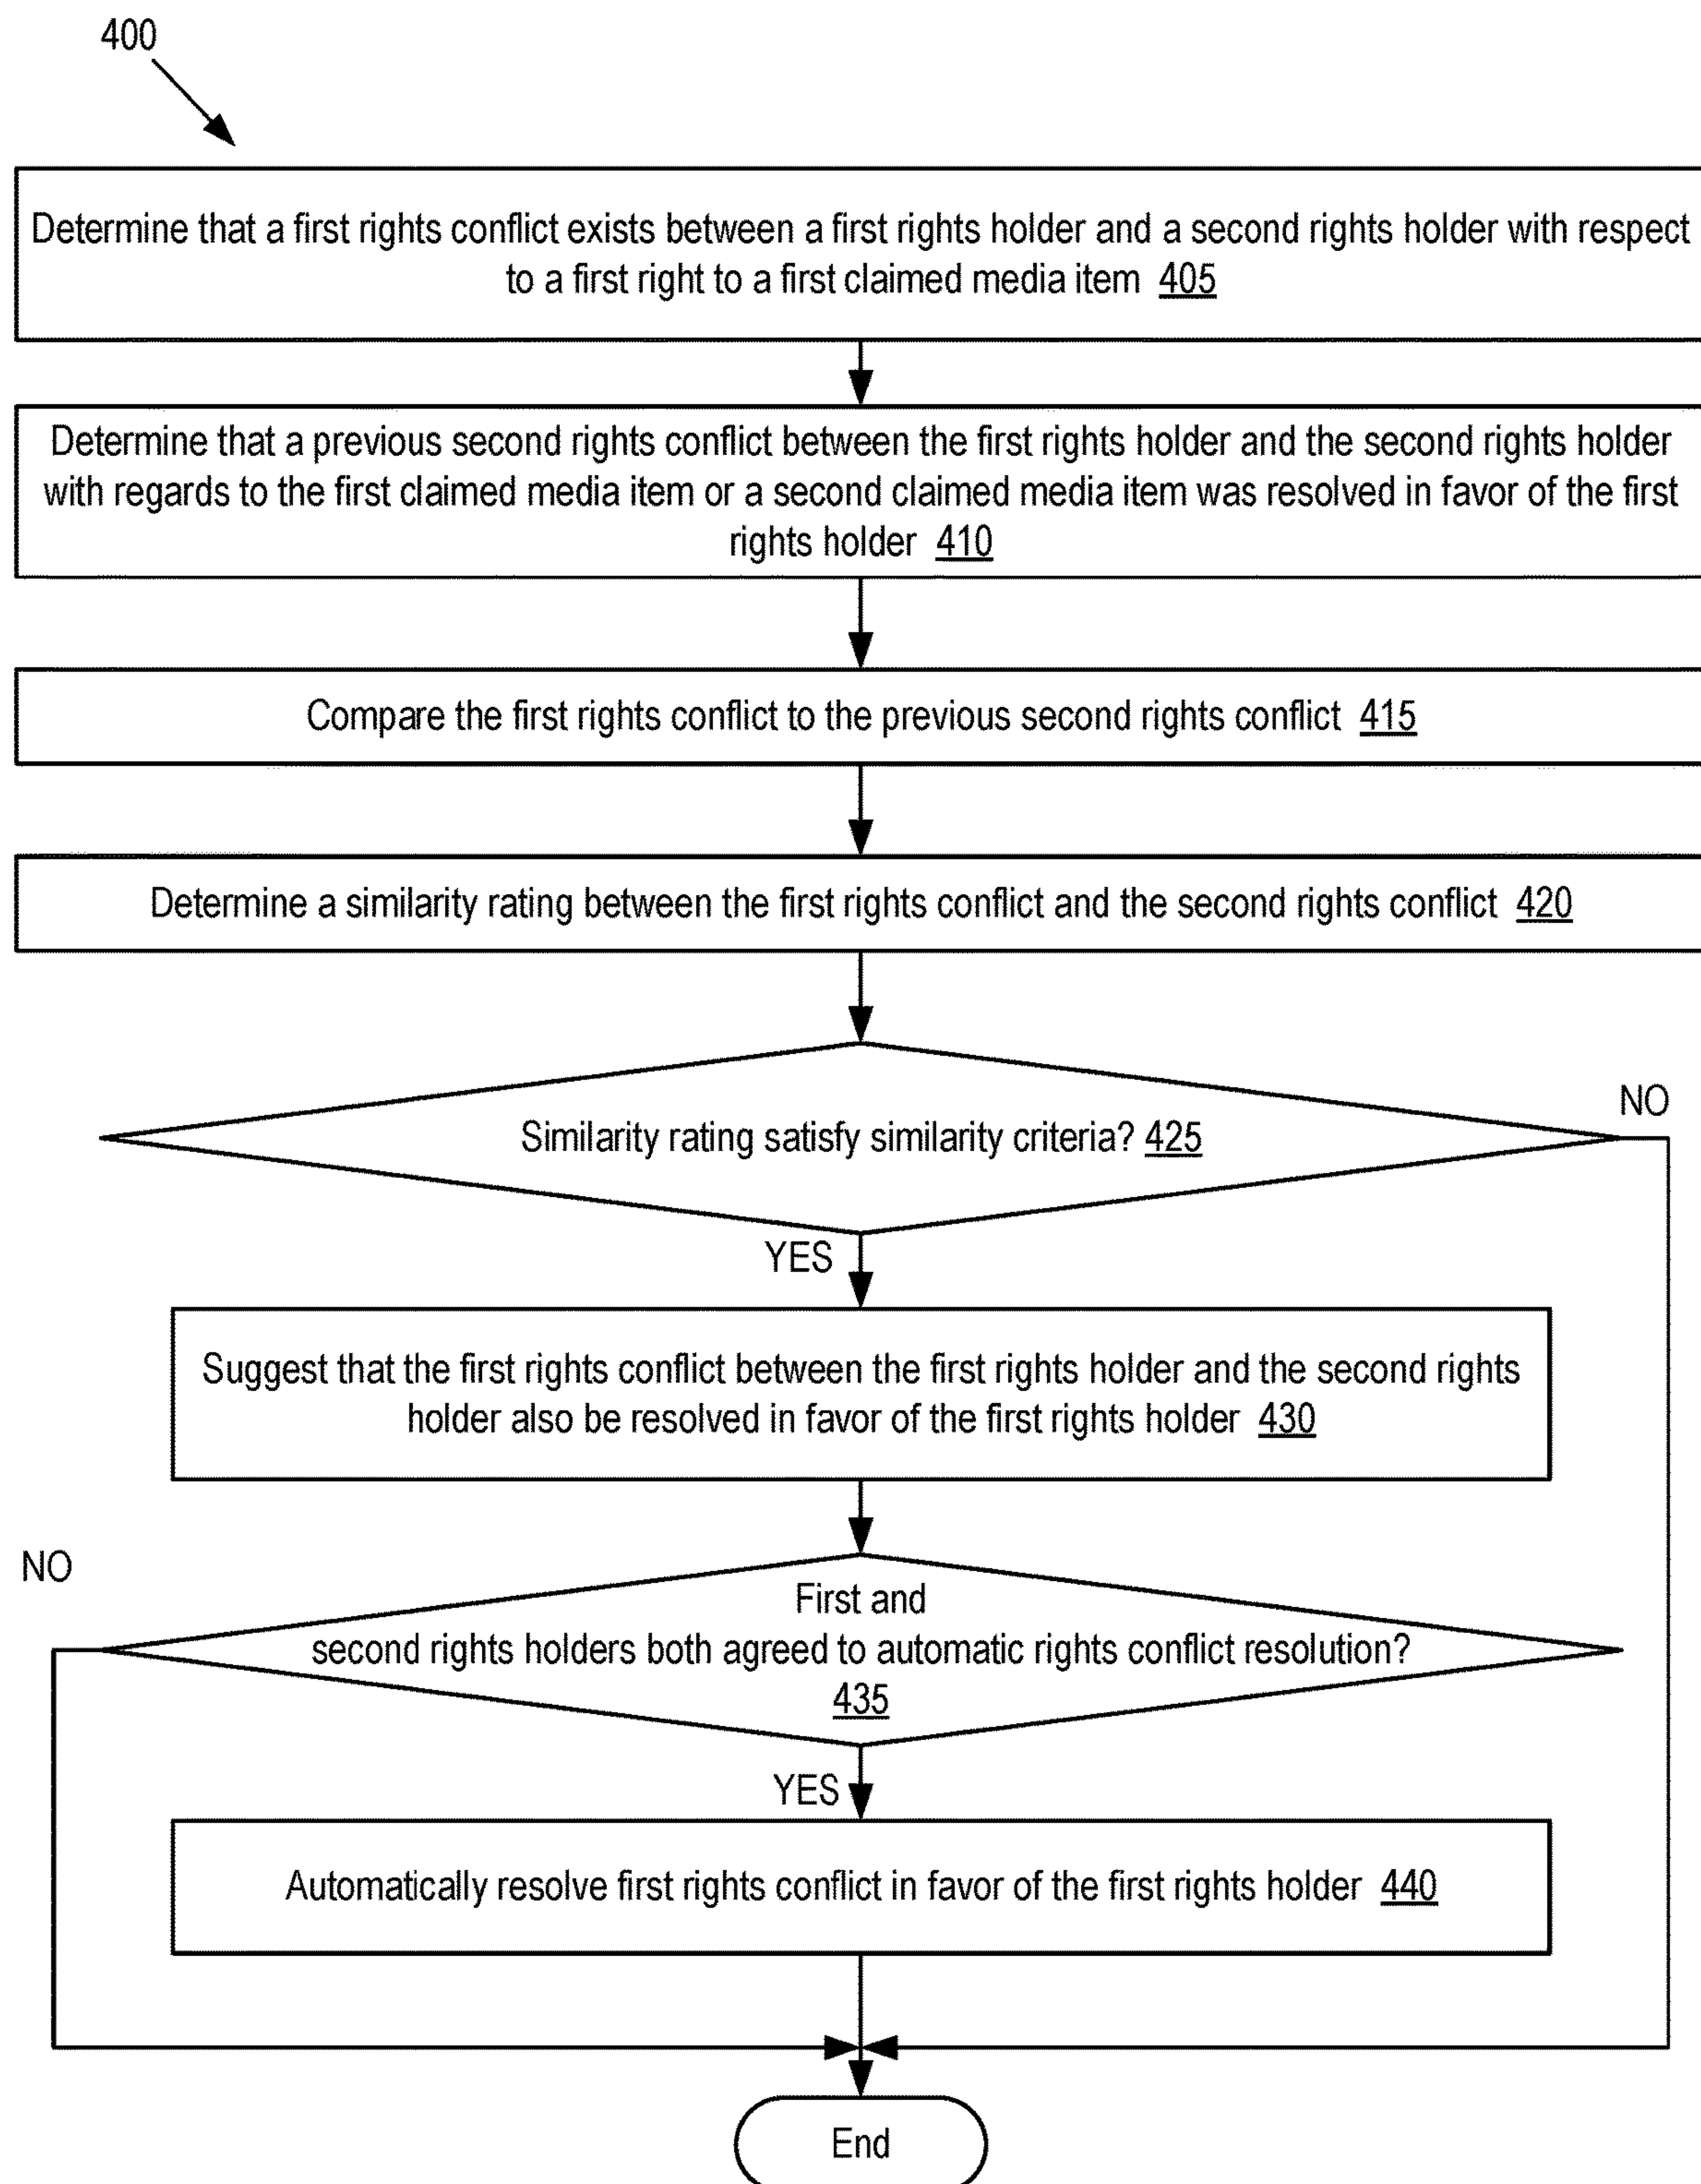 400
Determine that a first rights conflict exists between a first rights holder and a second rights holder with respect
to a first right to a first claimed media item 405
Determine that a previous second rights conflict between the first rights holder and the second rights holder
with regards to the first claimed media item or a second claimed media item was resolved in favor of the first
rights holder 410
Compare the first rights conflict to the previous second rights conflict 415
Determine a similarity rating between the first rights conflict and the second rights conflict 420
NO
Similarity rating satisfy similarity criteria? 425
YES
Suggest that the first rights conflict between the first rights holder and the second rights
holder also be resolved in favor of the first rights holder 430
NO
First and
second rights holders both agreed to automatic rights conflict resolution?
435
YES
Automatically resolve first rights conflict in favor of the first rights holder 440
End